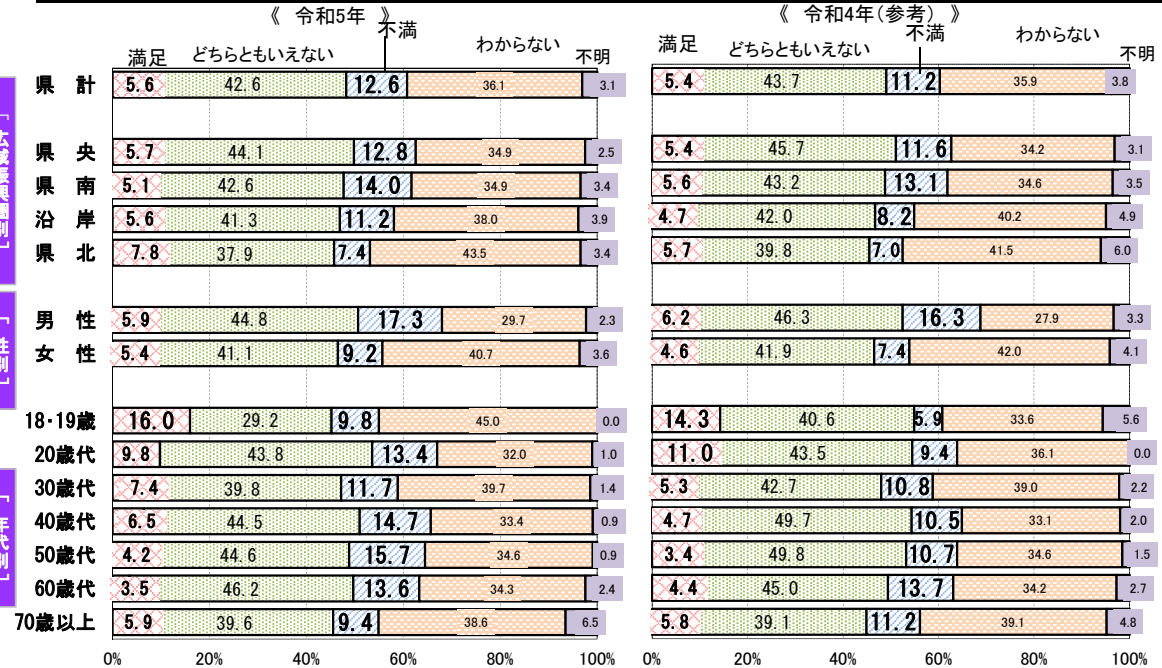 《 令和5年 》
《 令和4年(参考) 》
満足 どちらともいえない 不満 わからない 不明
満足 どちらともいえない 不満 わからない 不明
県 計 5.6 42.6 12.6 36.1 3.1 5.4 43.7 11.2 35.9 3.8
「広域振興圏別」
県 央 5.7 44.1 12.8 34.9 2.5 5.4 45.7 11.6 34.2 3.1
県 南 5.1 42.6 14.0 34.9 3.4 5.6 43.2 13.1 34.6 3.5
沿 岸 5.6 41.3 11.2 38.0 3.9 4.7 42.0 8.2 40.2 4.9
県 北 7.8 37.9 7.4 43.5 3.4 5.7 39.8 7.0 41.5 6.0
「性別」
男 性 5.9 44.8 17.3 29.7 2.3 6.2 46.3 16.3 27.9 3.3
女 性 5.4 41.1 9.2 40.7 3.6 4.6 41.9 7.4 42.0 4.1
18・19歳 16.0 29.2 9.8 45.0 0.0 14.3 40.6 5.9 33.6 5.6
20歳代 9.8 43.8 13.4 32.0 1.0 11.0 43.5 9.4 36.1 0.0
「年代別」
30歳代 7.4 39.8 11.7 39.7 1.4 5.3 42.7 10.8 39.0 2.2
40歳代 6.5 44.5 14.7 33.4 0.9 4.7 49.7 10.5 33.1 2.0
50歳代 4.2 44.6 15.7 34.6 0.9 3.4 49.8 10.7 34.6 1.5
60歳代 3.5 46.2 13.6 34.3 2.4 4.4 45.0 13.7 34.2 2.7
70歳以上 5.9 39.6 9.4 38.6 6.5 5.8 39.1 11.2 39.1 4.8
0% 20% 40% 60% 80% 100% 0% 20% 40% 60% 80% 100%